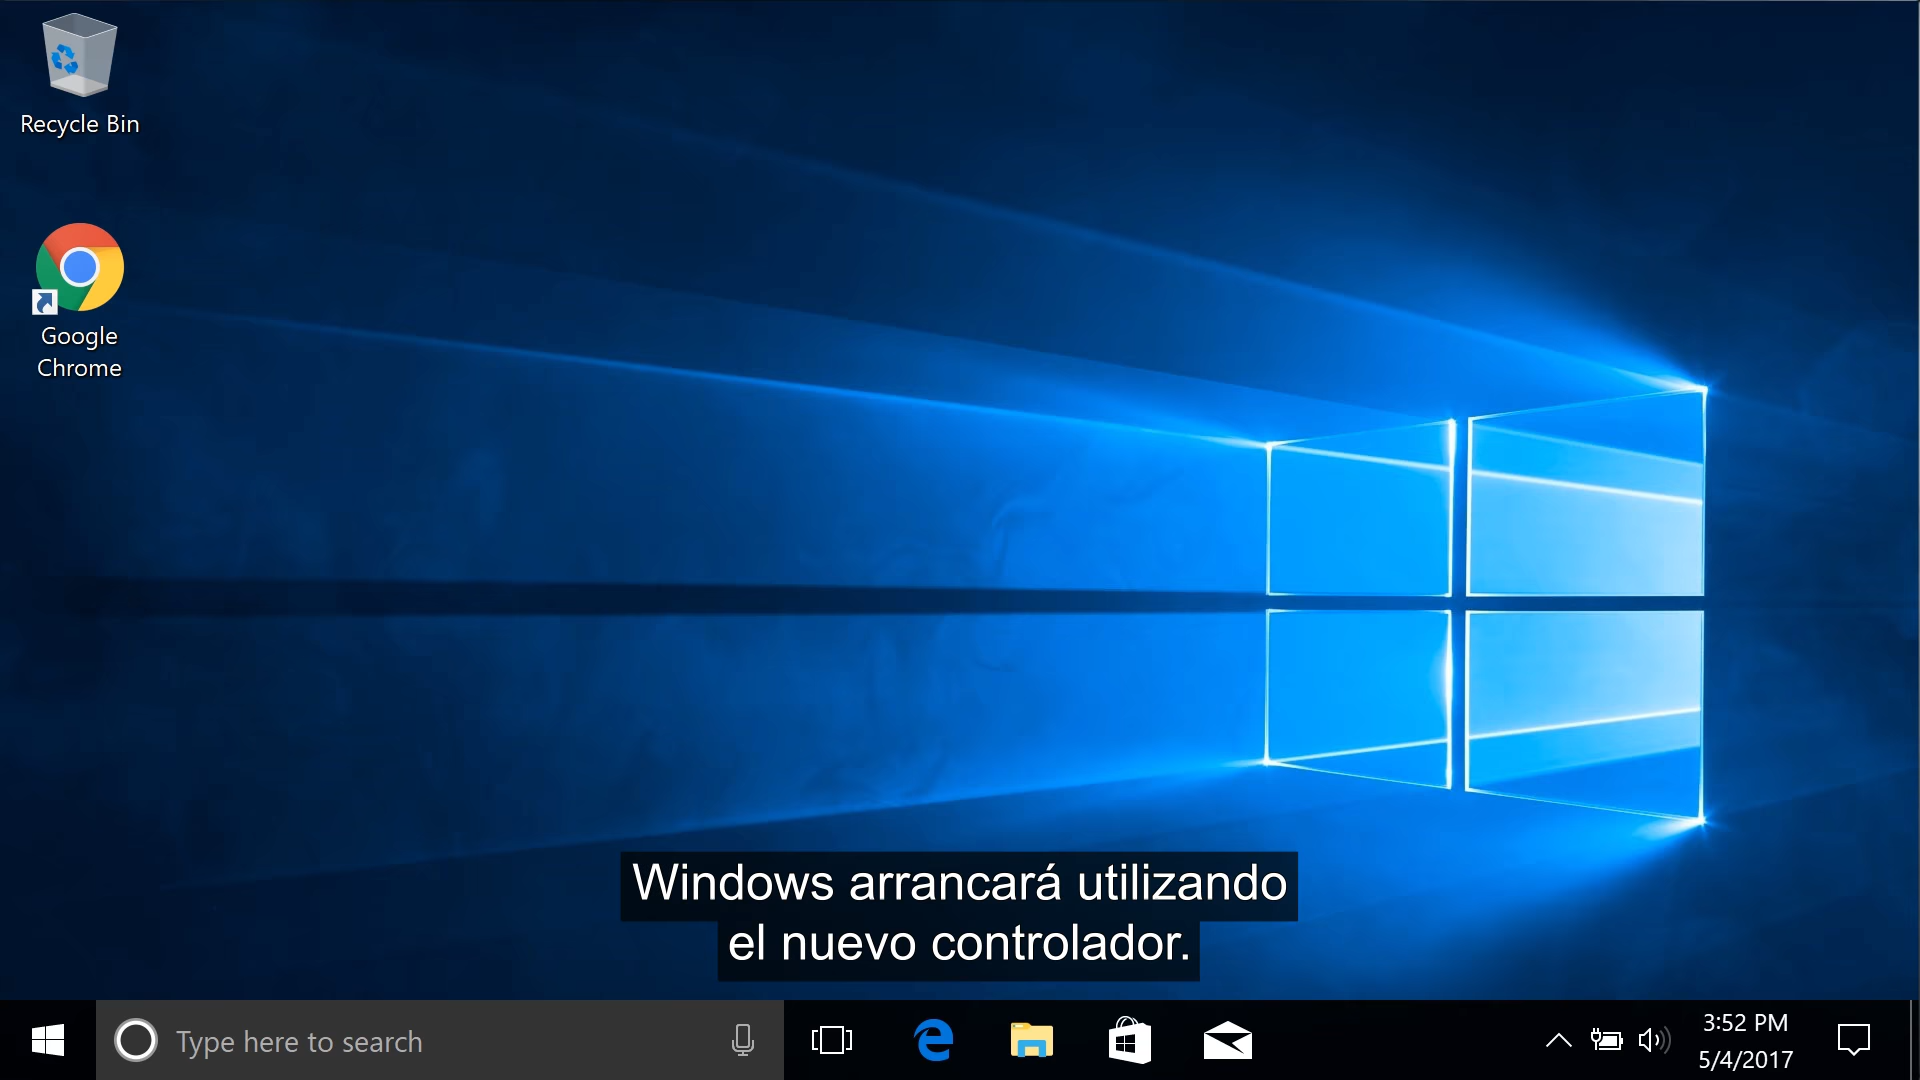 Recycle Bin
Google
Chrome
Windows arrancará utilizando
el nuevo controlador.
Type here to search
3:52 PM
5/4/2017